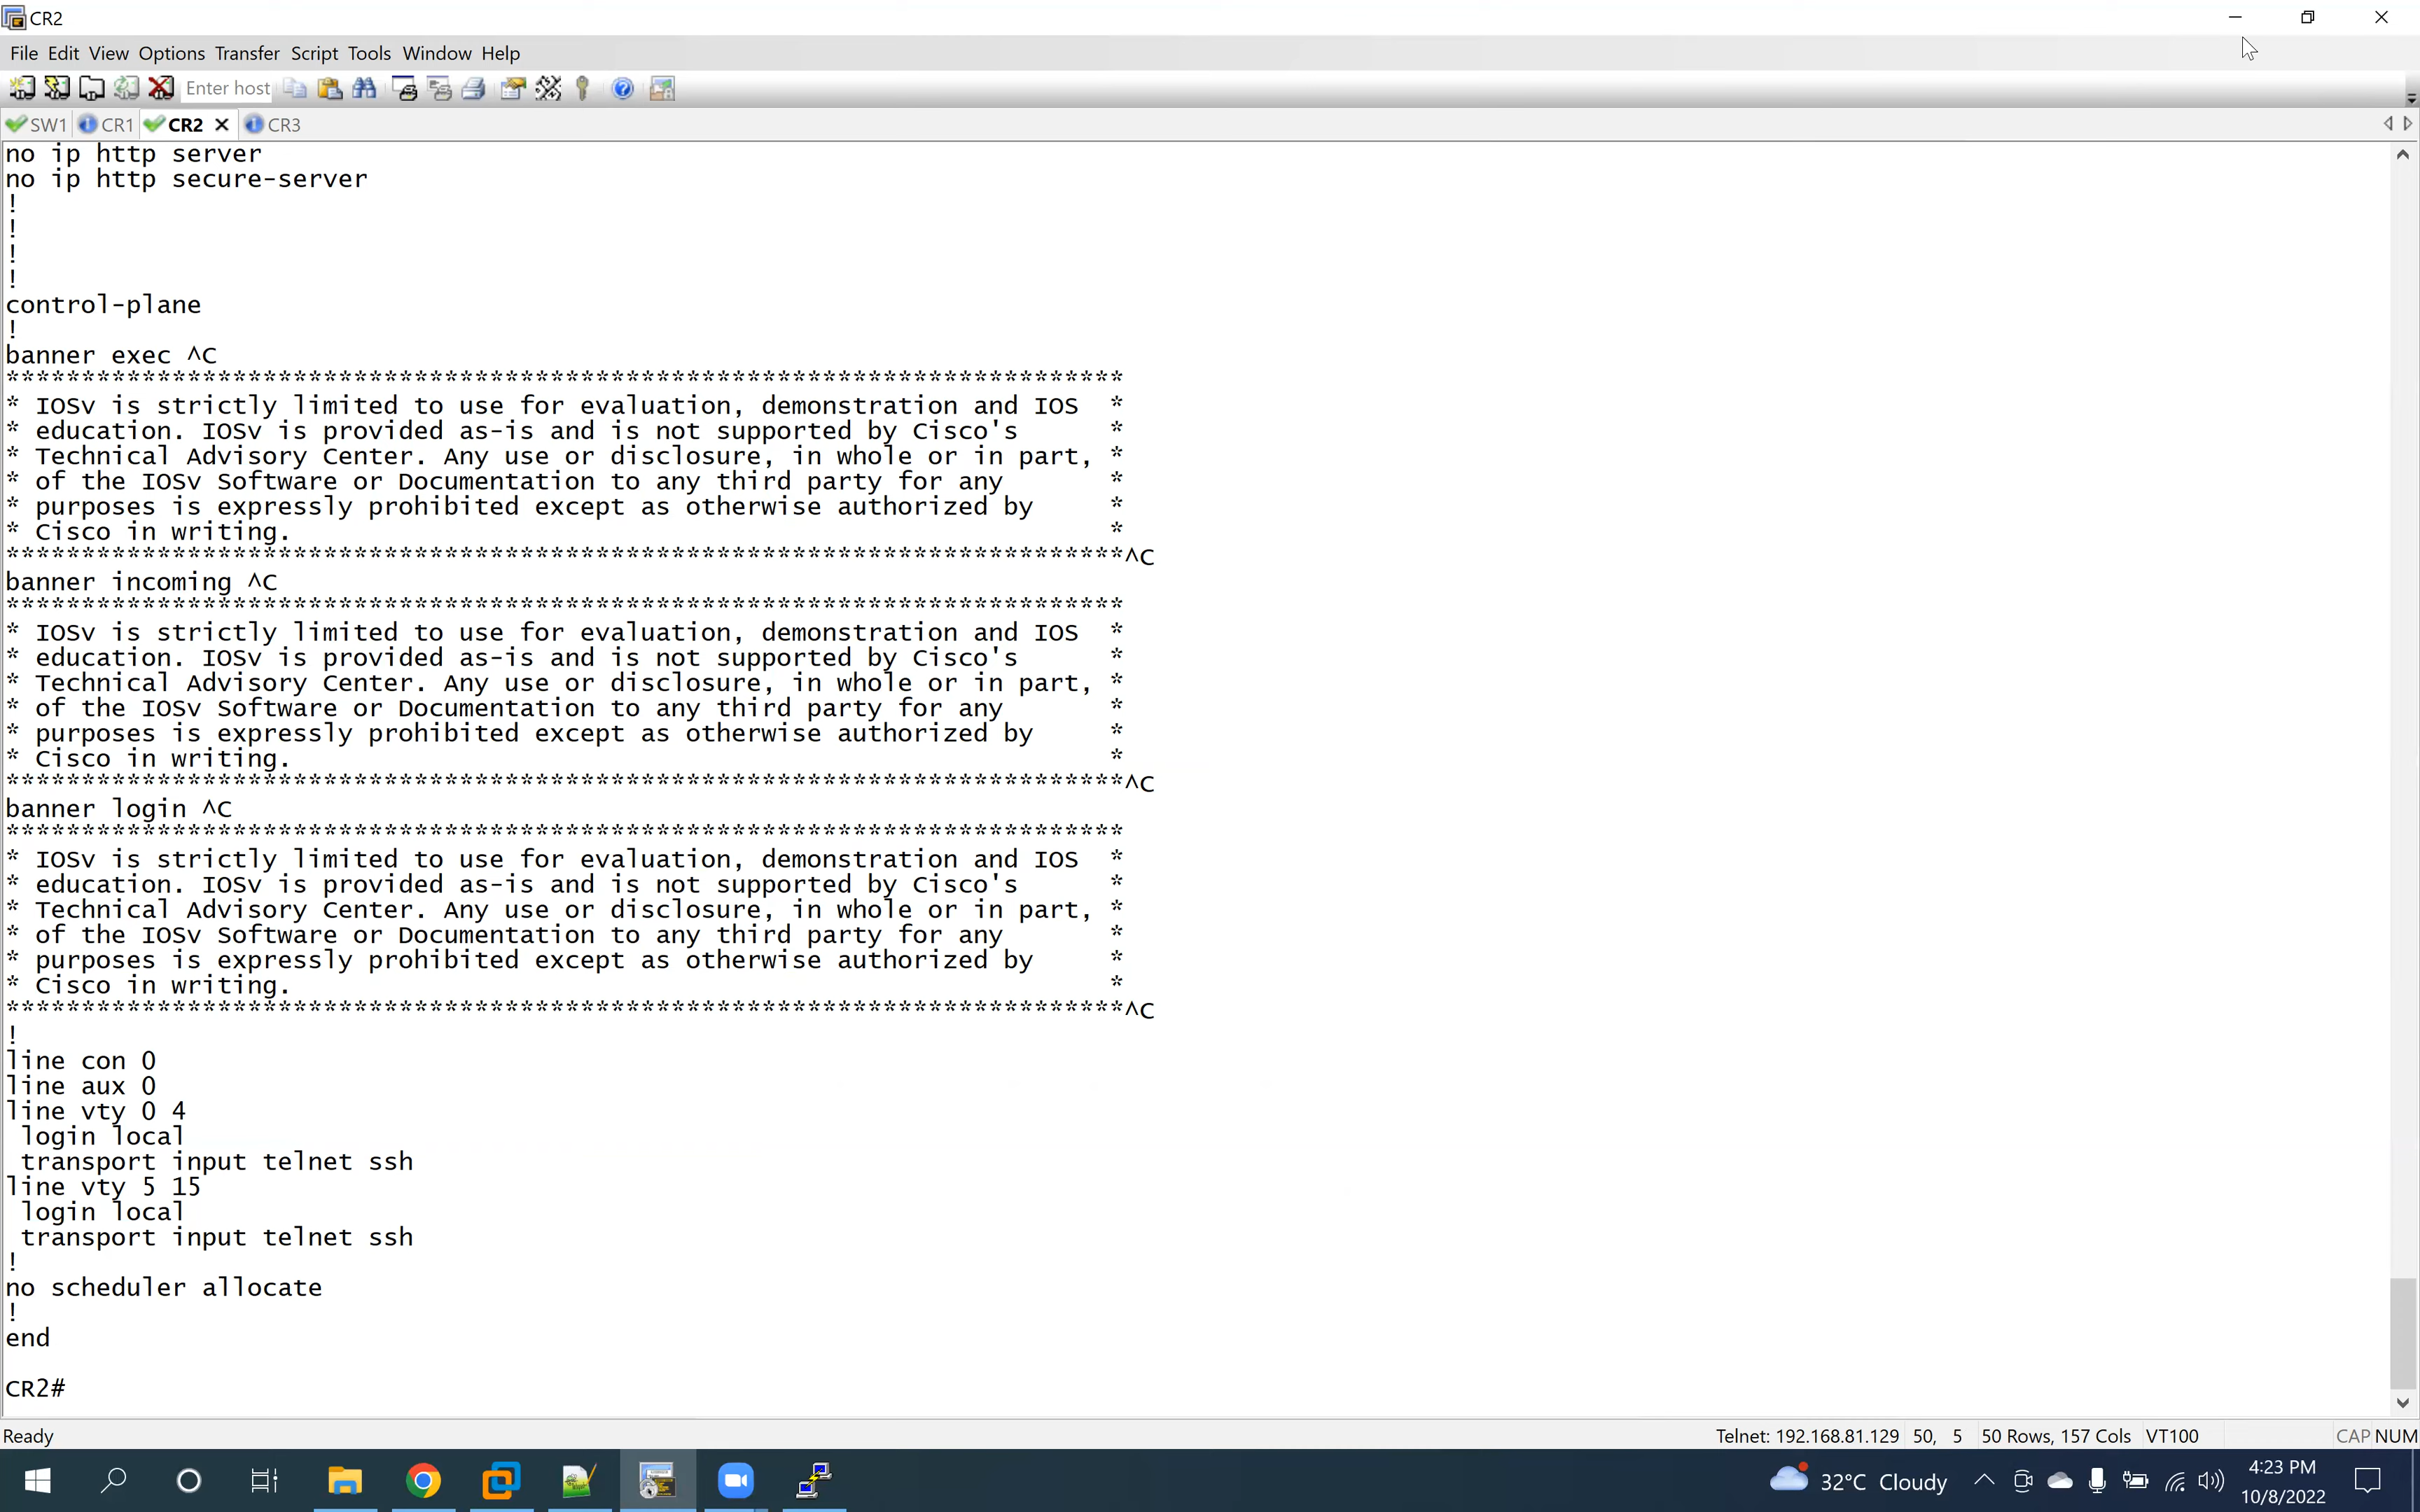 CR2
File Edit View Options Transfer Script Tools Window Help
Enter host
SW1 CR1 CR2 CR3
no ip http server
no ip http secure-server
!
!
!
!
control-plane
!
banner exec ^C
**************************************************************************
* IOSv is strictly limited to use for evaluation, demonstration and IOS  *
* education. IOSv is provided as-is and is not supported by Cisco's      *
* Technical Advisory Center. Any use or disclosure, in whole or in part, *
* of the IOSv Software or Documentation to any third party for any       *
* purposes is expressly prohibited except as otherwise authorized by     *
* Cisco in writing.                                                      *
**************************************************************************^C
banner incoming ^C
**************************************************************************
* IOSv is strictly limited to use for evaluation, demonstration and IOS  *
* education. IOSv is provided as-is and is not supported by Cisco's      *
* Technical Advisory Center. Any use or disclosure, in whole or in part, *
* of the IOSv Software or Documentation to any third party for any       *
* purposes is expressly prohibited except as otherwise authorized by     *
* Cisco in writing.                                                      *
**************************************************************************^C
banner login ^C
**************************************************************************
* IOSv is strictly limited to use for evaluation, demonstration and IOS  *
* education. IOSv is provided as-is and is not supported by Cisco's      *
* Technical Advisory Center. Any use or disclosure, in whole or in part, *
* of the IOSv Software or Documentation to any third party for any       *
* purposes is expressly prohibited except as otherwise authorized by     *
* Cisco in writing.                                                      *
**************************************************************************^C
!
line con 0
line aux 0
line vty 0 4
 login local
 transport input telnet ssh
line vty 5 15
 login local
 transport input telnet ssh
!
no scheduler allocate
!
end
CR2#
Ready Telnet: 192.168.81.129 50, 5 50 Rows, 157 Cols VT100 CAP NUM
32°C Cloudy
4:23 PM
10/8/2022